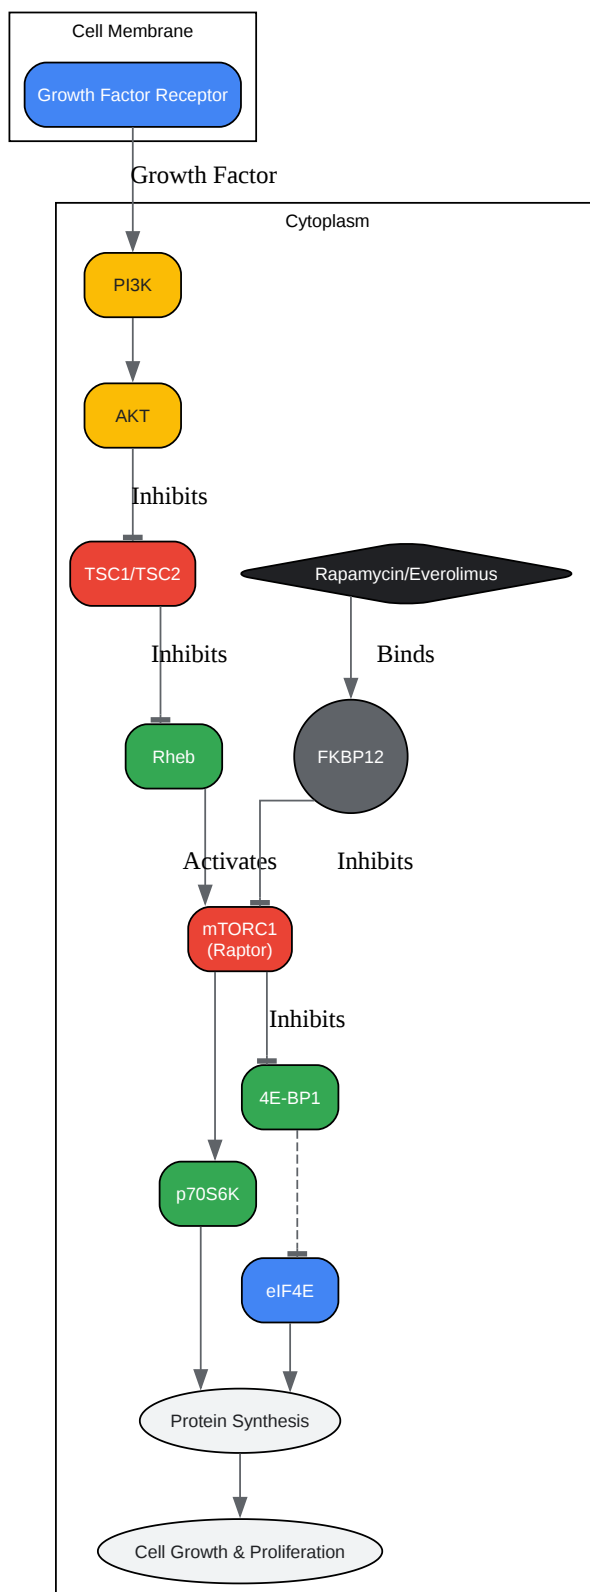 Cell Membrane
Growth Factor Receptor
Growth Factor
Cytoplasm
PI3K
AKT
Inhibits
TSC1/TSC2
Rapamycin/Everolimus
Inhibits
Binds
Rheb
FKBP12
Activates
Inhibits
mTORC1
(Raptor)
Inhibits
4E-BP1
p70S6K
eIF4E
Protein Synthesis
Cell Growth & Proliferation